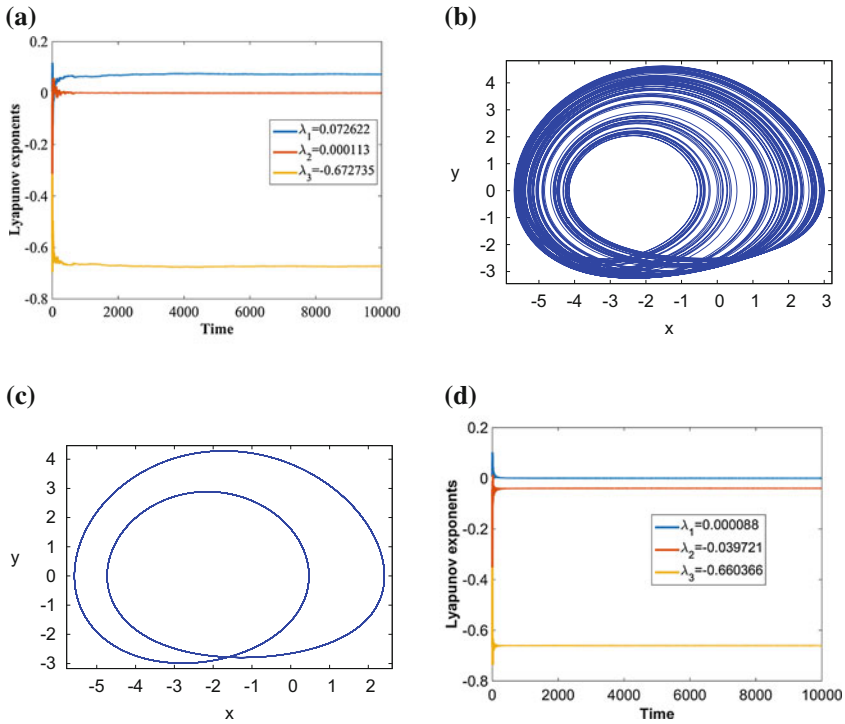 (a)
0.2
0
-0.2
-0.4
-0.6
-0.8
Lyapunov exponents
λ1=0.072622
λ2=0.000113
λ3=-0.672735
0 2000 4000 6000 8000 10000
Time
(b)
4
3
2
1
0
-1
-2
-3
y
-5 -4 -3 -2 -1 0 1 2 3
x
(c)
4
3
2
1
0
-1
-2
-3
y
-5 -4 -3 -2 -1 0 1 2
x
(d)
0.2
0
-0.2
-0.4
-0.6
-0.8
Lyapunov exponents
λ1=0.000088
λ2=-0.039721
λ3=-0.660366
0 2000 4000 6000 8000 10000
Time